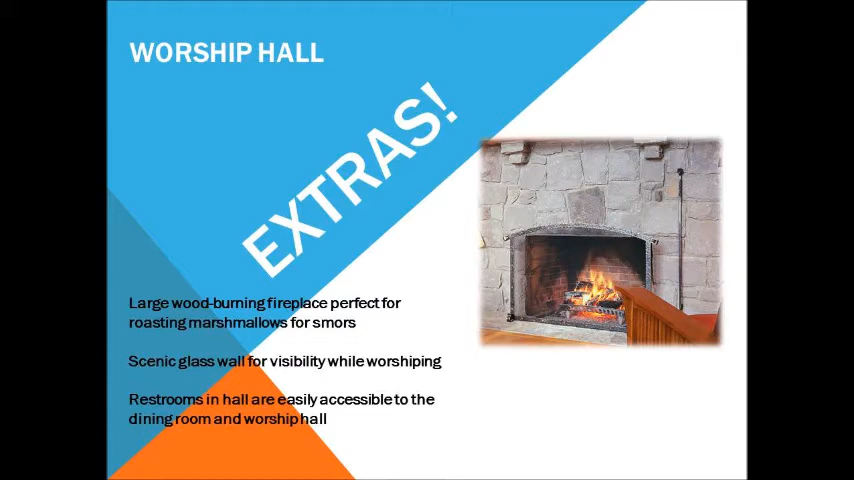 WORSHIP HALL
EXTRAS!
Large wood-burning fireplace perfect for
roasting marshmallows for smors
Scenic glass wall for visibility while worshiping
Restrooms in hall are easily accessible to the
dining room and worship hall